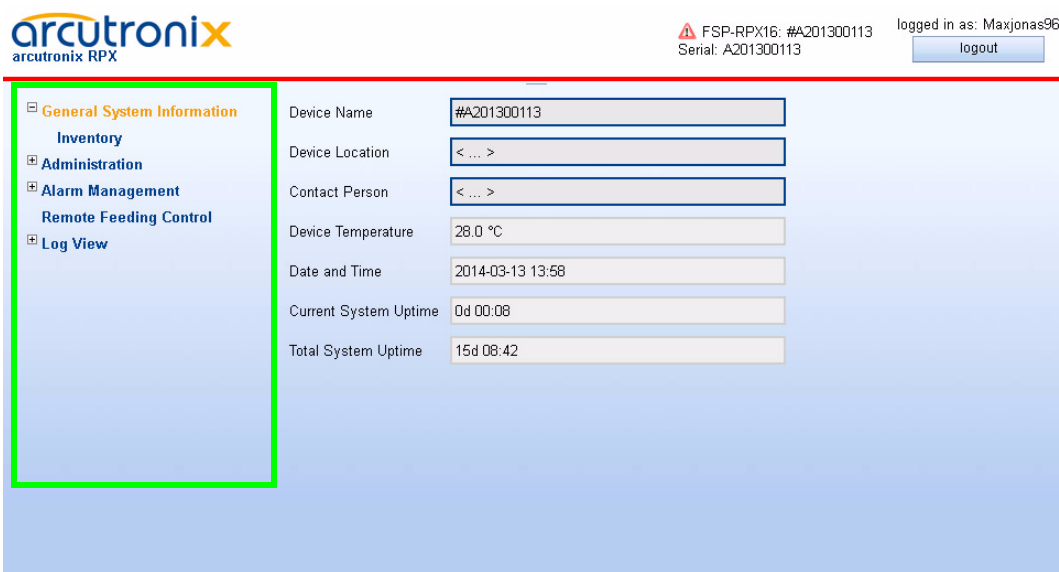 arcutronix
arcutronix RPX
FSP-RPX16: #A201300113
Serial: A201300113
logged in as: Maxjonas96
logout
General System Information
Inventory
Administration
Alarm Management
Remote Feeding Control
Log View
Device Name #A201300113
Device Location < ... >
Contact Person < ... >
Device Temperature 28.0 °C
Date and Time 2014-03-13 13:58
Current System Uptime 0d 00:08
Total System Uptime 15d 08:42